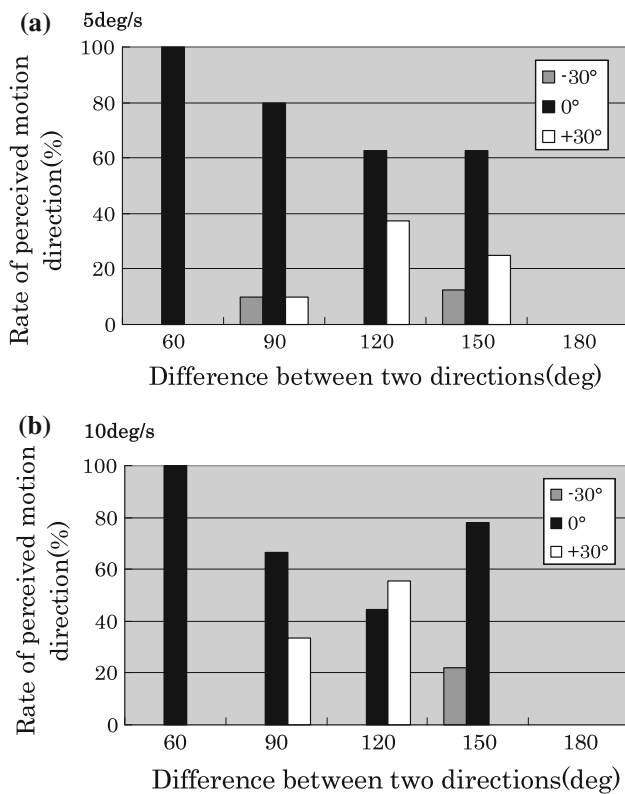 (a)
5deg/s
Rate of perceived motion
direction(%)
100
80
60
40
20
0
-30°
0°
+30°
60 90 120 150 180
Difference between two directions(deg)
(b)
10deg/s
Rate of perceived motion
direction(%)
100
80
60
40
20
0
-30°
0°
+30°
60 90 120 150 180
Difference between two directions(deg)